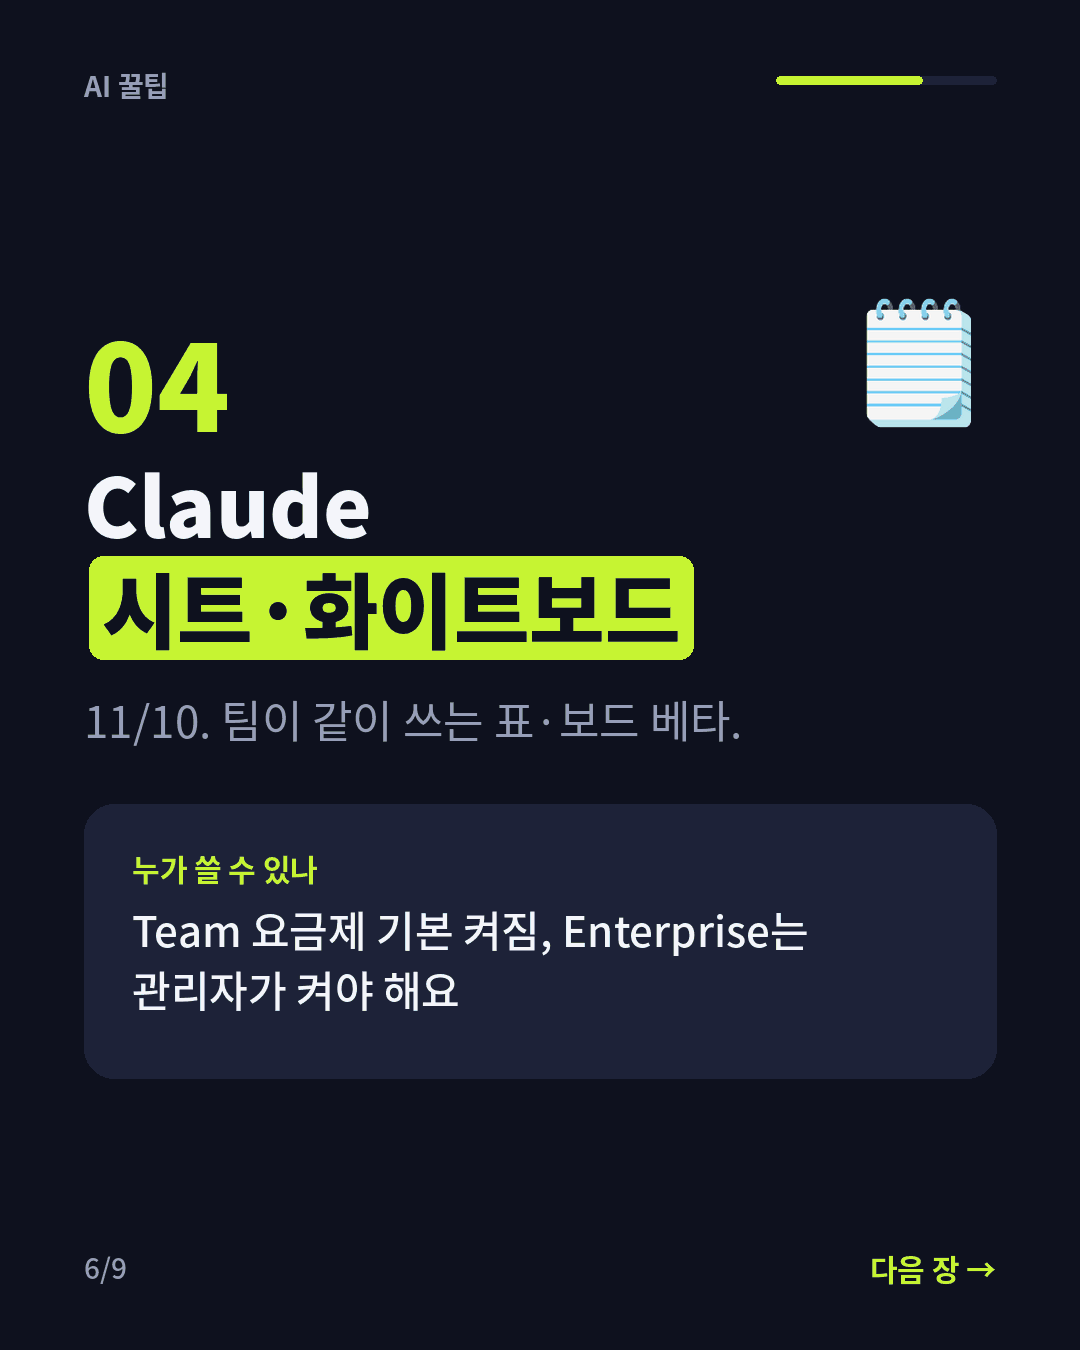 AI 꿀팁
04
Claude
시트·화이트보드
11/10. 팀이 같이 쓰는 표·보드 베타.
누가 쓸 수 있나
Team 요금제 기본 켜짐, Enterprise는
관리자가 켜야 해요
6/9
다음 장 →